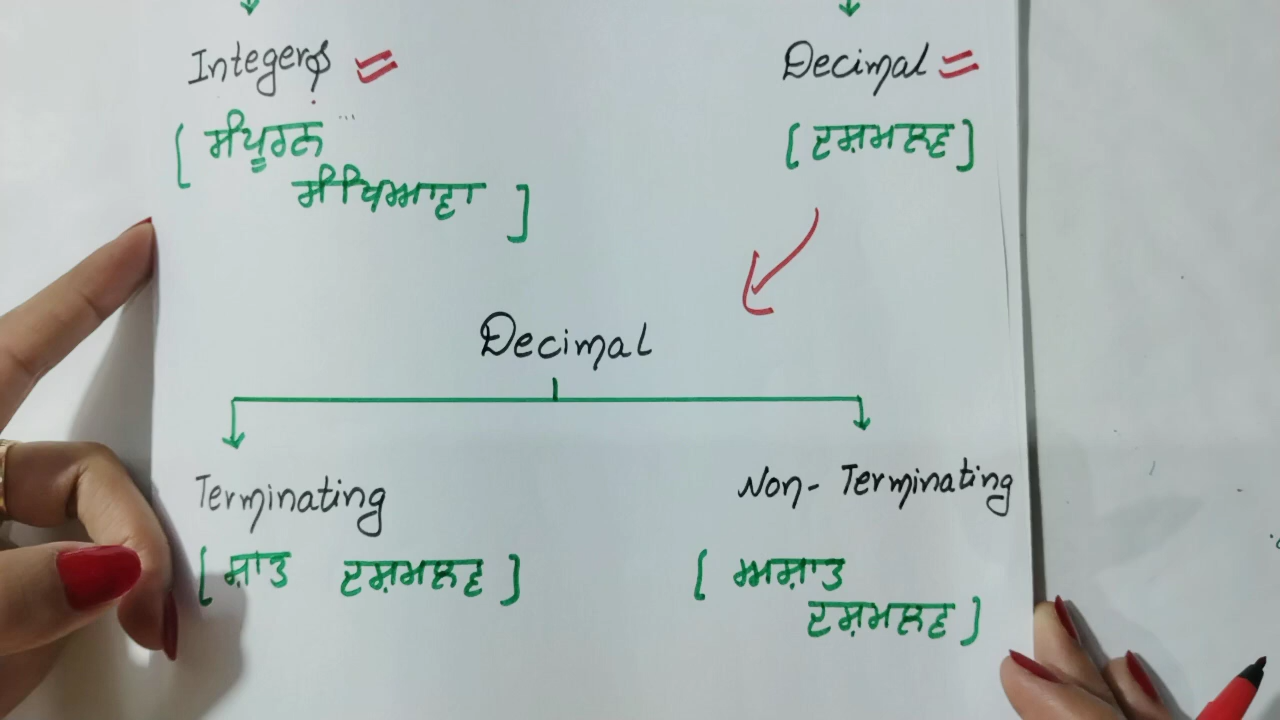 Integers = Decimal =
[ ਸੰਪੂਰਨ [ਦਸ਼ਮਲਵ]
ਸੰਖਿਆਵਾ ]
Decimal
Terminating Non- Terminating
[ ਸ਼ਾਂਤ ਦਸ਼ਮਲਵ ] [ ਅਸ਼ਾਂਤ
ਦਸ਼ਮਲਵ ]